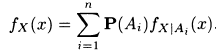 f_X(x) = \sum_{i=1}^{n} \mathbf{P}(A_i) f_{X|A_i}(x).